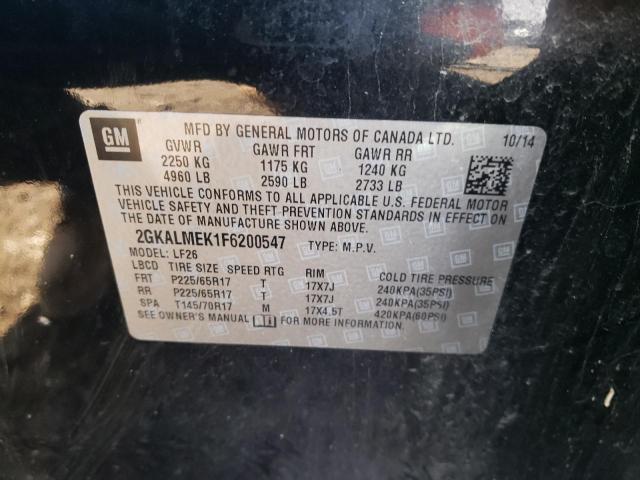 GM
MFD BY GENERAL MOTORS OF CANADA LTD. 10/14
GVWR GAWR FRT GAWR RR
2250 KG 1175 KG 1240 KG
4960 LB 2590 LB 2733 LB
THIS VEHICLE CONFORMS TO ALL APPLICABLE U.S. FEDERAL MOTOR
VEHICLE SAFETY AND THEFT PREVENTION STANDARDS IN EFFECT ON
THE DATE OF MANUFACTURE SHOWN ABOVE.
2GKALMEK1F6200547 TYPE: M.P.V.
MODEL: LF26
LBCD TIRE SIZE SPEED RTG RIM COLD TIRE PRESSURE
FRT P225/65R17 T 17X7J 240KPA(35PSI)
RR P225/65R17 T 17X7J 240KPA(35PSI)
SPA T145/70R17 M 17X4.5T 420KPA(60PSI)
SEE OWNER'S MANUAL FOR MORE INFORMATION.